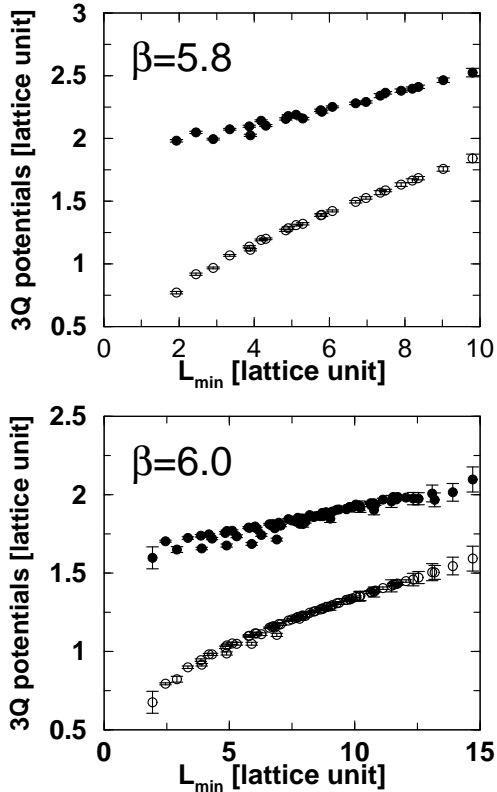 3
2.5
2
1.5
1
0.5
3Q potentials [lattice unit]
β=5.8
0 2 4 6 8 10
L_min [lattice unit]
2.5
2
1.5
1
0.5
3Q potentials [lattice unit]
β=6.0
0 5 10 15
L_min [lattice unit]